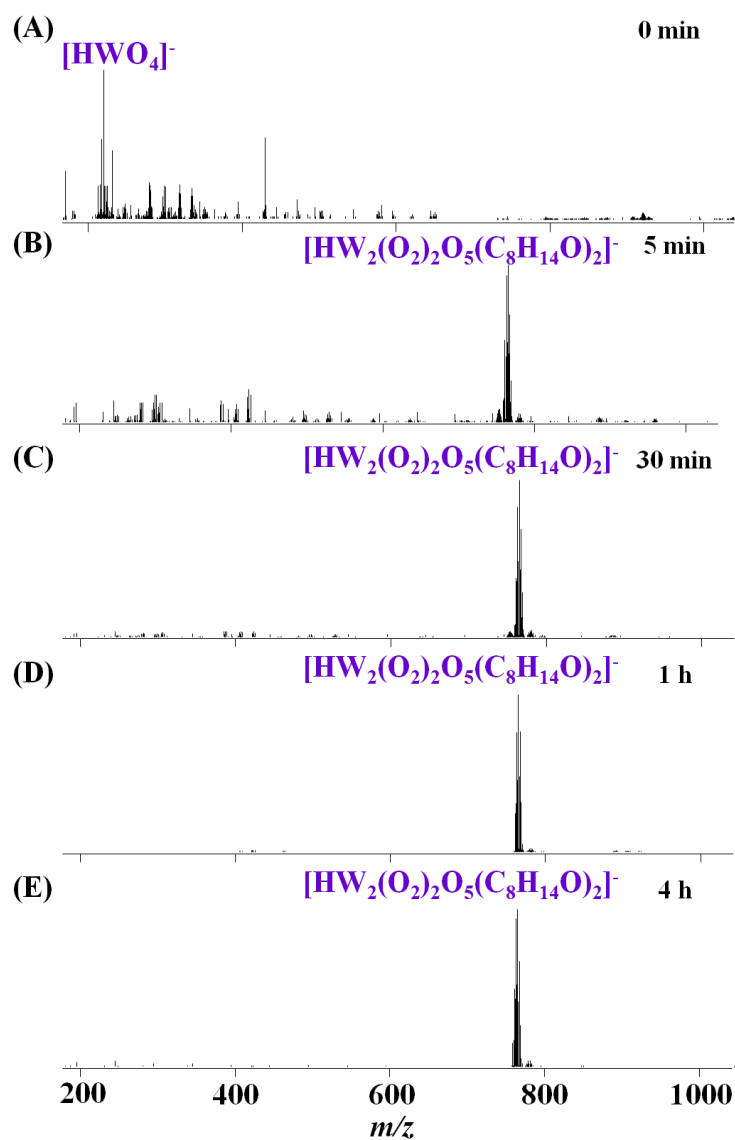 (A) 0 min
[HWO₄]⁻
(B) [HW₂(O₂)₂O₅(C₈H₁₄O)₂]⁻ 5 min
(C) [HW₂(O₂)₂O₅(C₈H₁₄O)₂]⁻ 30 min
(D) [HW₂(O₂)₂O₅(C₈H₁₄O)₂]⁻ 1 h
(E) [HW₂(O₂)₂O₅(C₈H₁₄O)₂]⁻ 4 h
200 400 600 800 1000
m/z